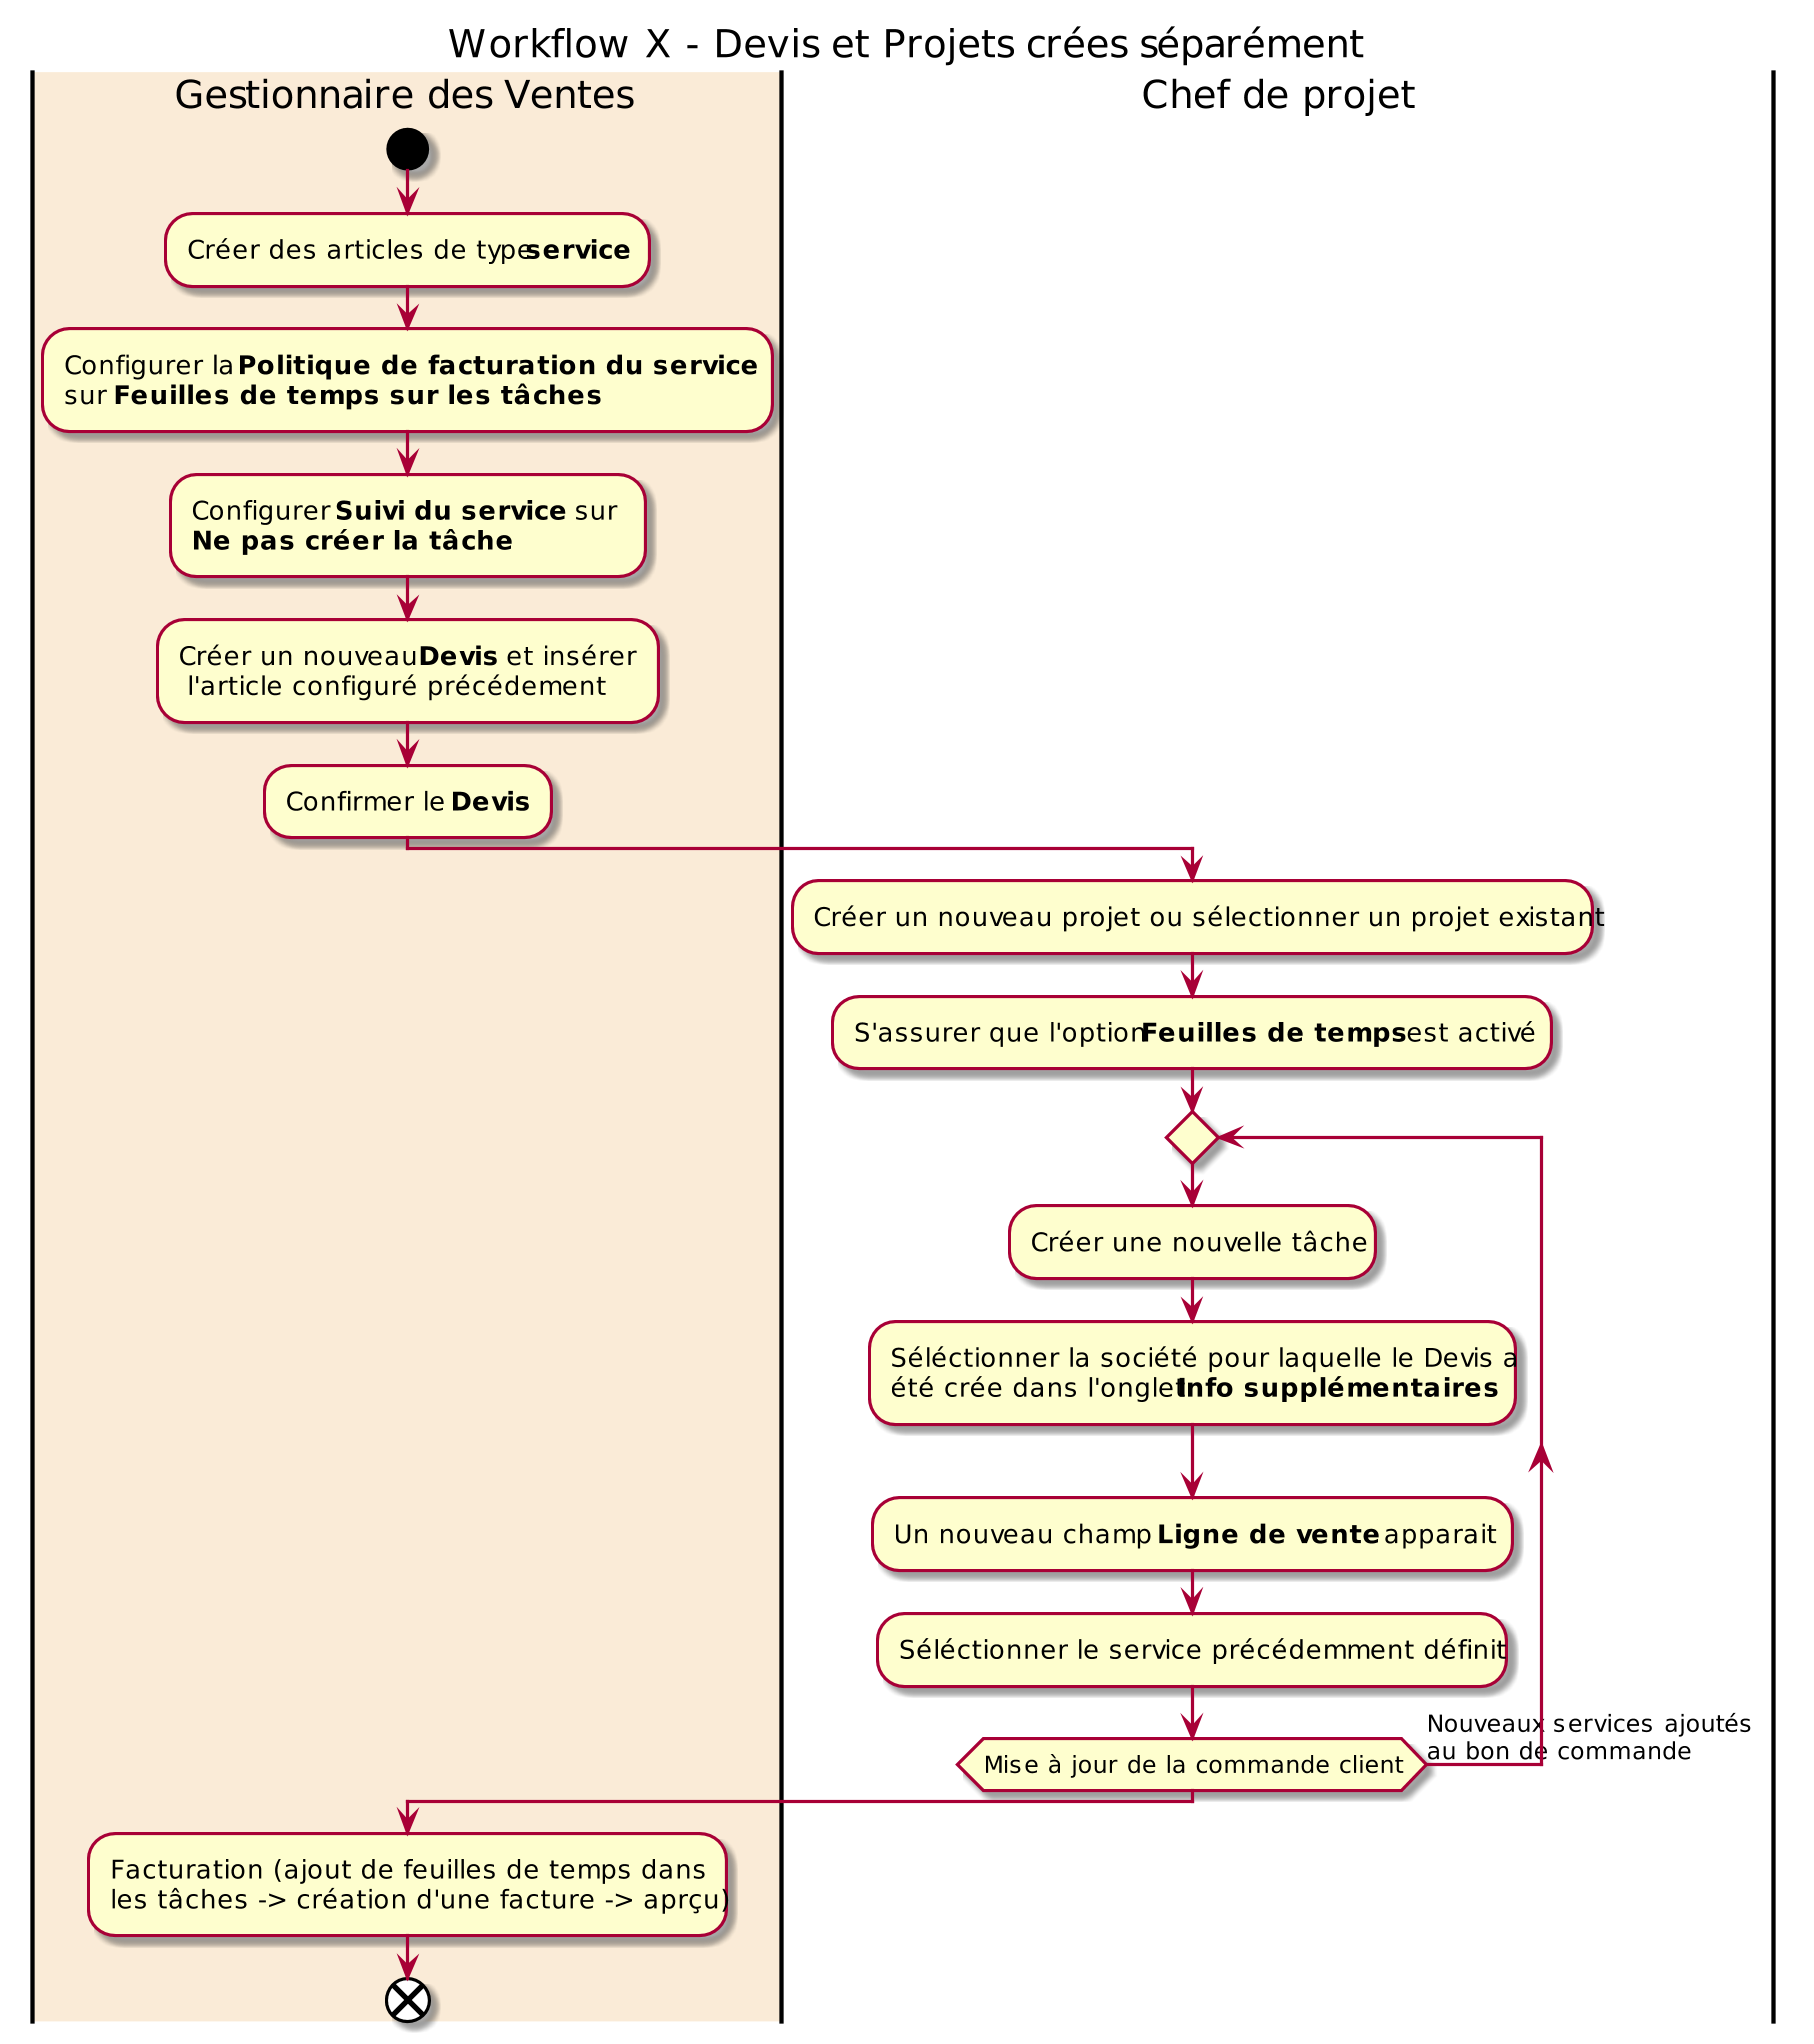 Workflow X - Devis et Projets crées séparément
Gestionnaire des Ventes
Chef de projet
Créer des articles de type service
Configurer la Politique de facturation du service
sur Feuilles de temps sur les tâches
Configurer Suivi du service sur
Ne pas créer la tâche
Créer un nouveau Devis et insérer
l'article configuré précédement
Confirmer le Devis
Créer un nouveau projet ou sélectionner un projet existant
S'assurer que l'option Feuilles de temps est activé
Créer une nouvelle tâche
Séléctionner la société pour laquelle le Devis a
été crée dans l'onglet Info supplémentaires
Un nouveau champ Ligne de vente apparait
Séléctionner le service précédemment définit
Nouveaux services ajoutés
au bon de commande
Mise à jour de la commande client
Facturation (ajout de feuilles de temps dans
les tâches -> création d'une facture -> aprçu)